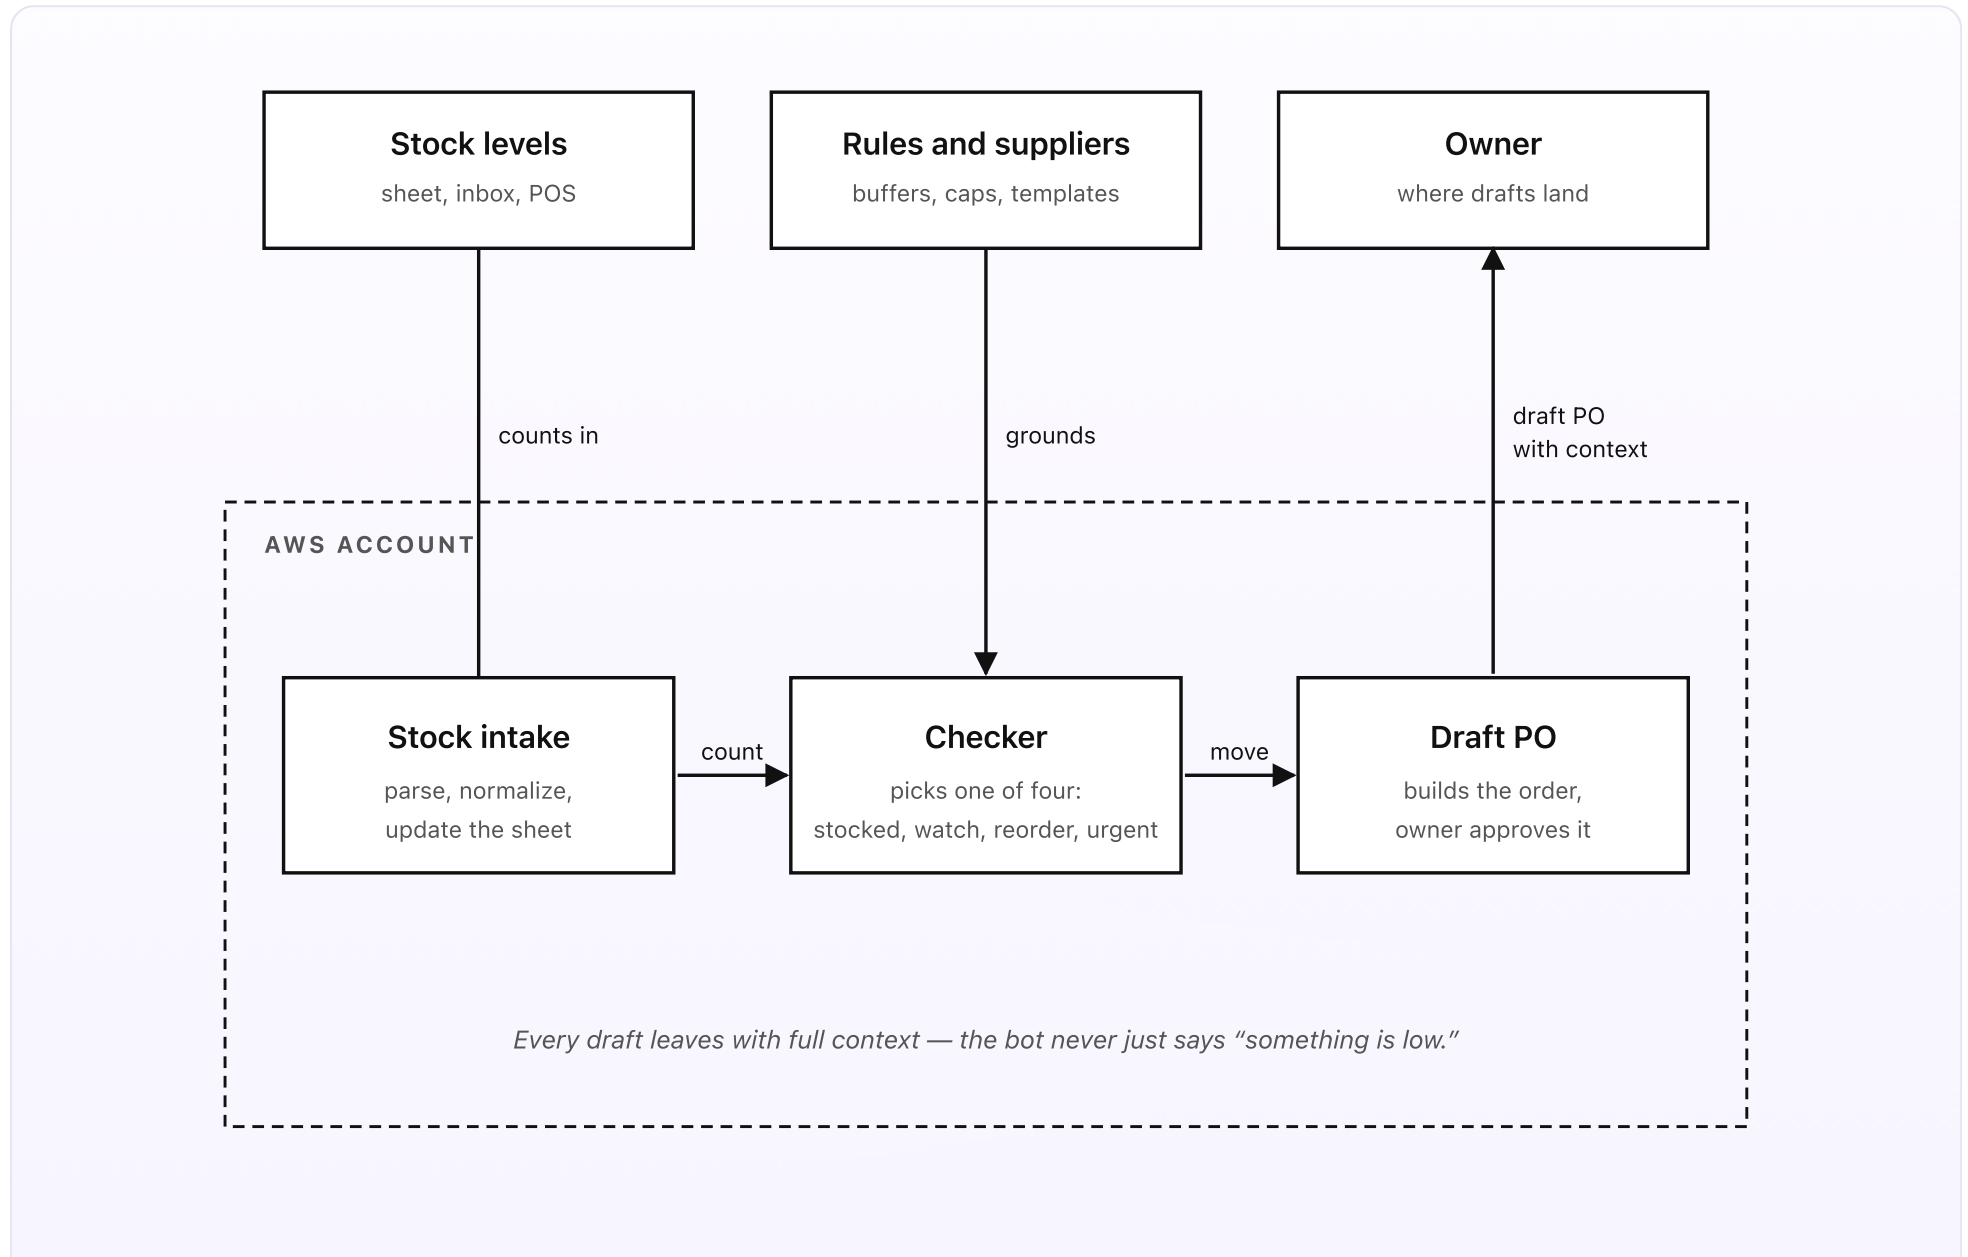 Stock levels
sheet, inbox, POS
Rules and suppliers
buffers, caps, templates
Owner
where drafts land
counts in
grounds
draft PO
with context
AWS ACCOUNT
Stock intake
parse, normalize,
update the sheet
count
Checker
picks one of four:
stocked, watch, reorder, urgent
move
Draft PO
builds the order,
owner approves it
Every draft leaves with full context — the bot never just says “something is low.”